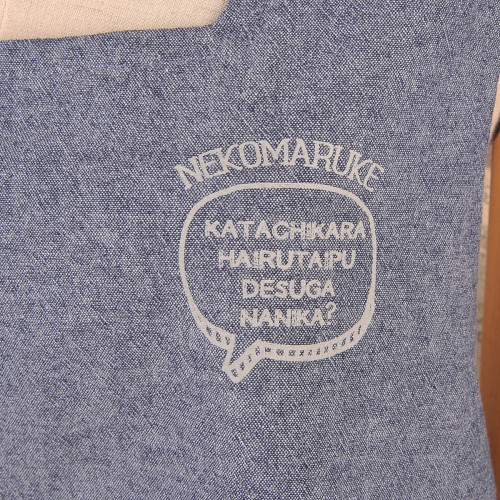 NEKOMARUKE
KATACHIKARA
HAIRUTAIPU
DESUGA
NANIKA?